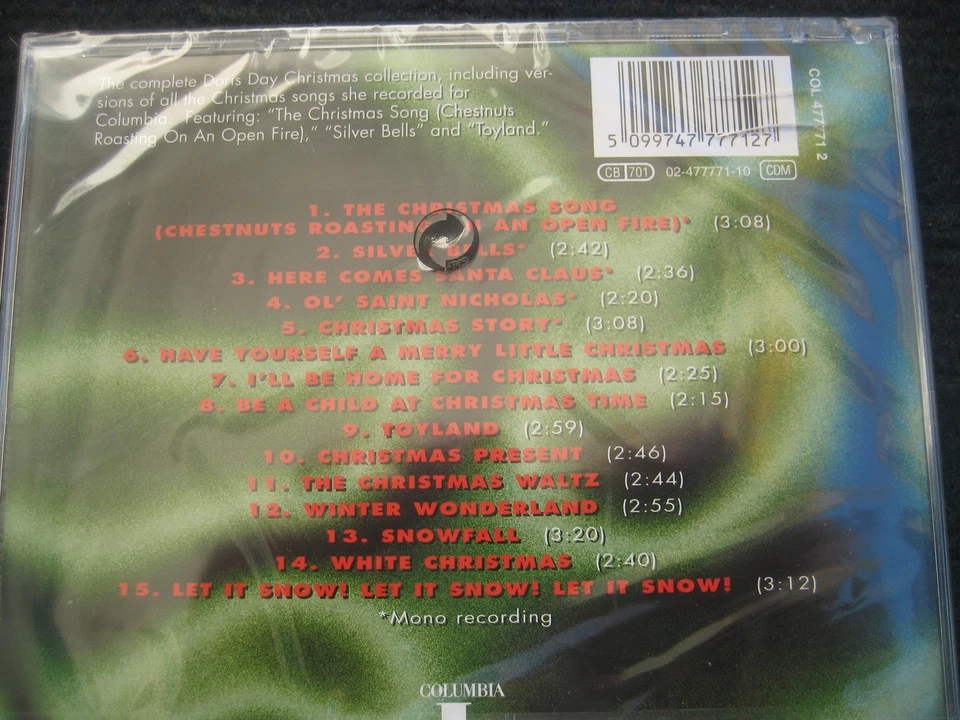 The complete Doris Day Christmas collection, including ver-
sions of all the Christmas songs she recorded for
Columbia. Featuring: "The Christmas Song (Chestnuts
Roasting On An Open Fire)," "Silver Bells" and "Toyland."
5 099747 777127
COL 477771 2
CB 701 02-477771-10 CDM
1. THE CHRISTMAS SONG
(CHESTNUTS ROASTING ON AN OPEN FIRE)* (3:08)
2. SILVER BELLS* (2:42)
3. HERE COMES SANTA CLAUS* (2:36)
4. OL' SAINT NICHOLAS* (2:20)
5. CHRISTMAS STORY* (3:08)
6. HAVE YOURSELF A MERRY LITTLE CHRISTMAS (3:00)
7. I'LL BE HOME FOR CHRISTMAS (2:25)
8. BE A CHILD AT CHRISTMAS TIME (2:15)
9. TOYLAND (2:59)
10. CHRISTMAS PRESENT (2:46)
11. THE CHRISTMAS WALTZ (2:44)
12. WINTER WONDERLAND (2:55)
13. SNOWFALL (3:20)
14. WHITE CHRISTMAS (2:40)
15. LET IT SNOW! LET IT SNOW! LET IT SNOW! (3:12)
*Mono recording
COLUMBIA